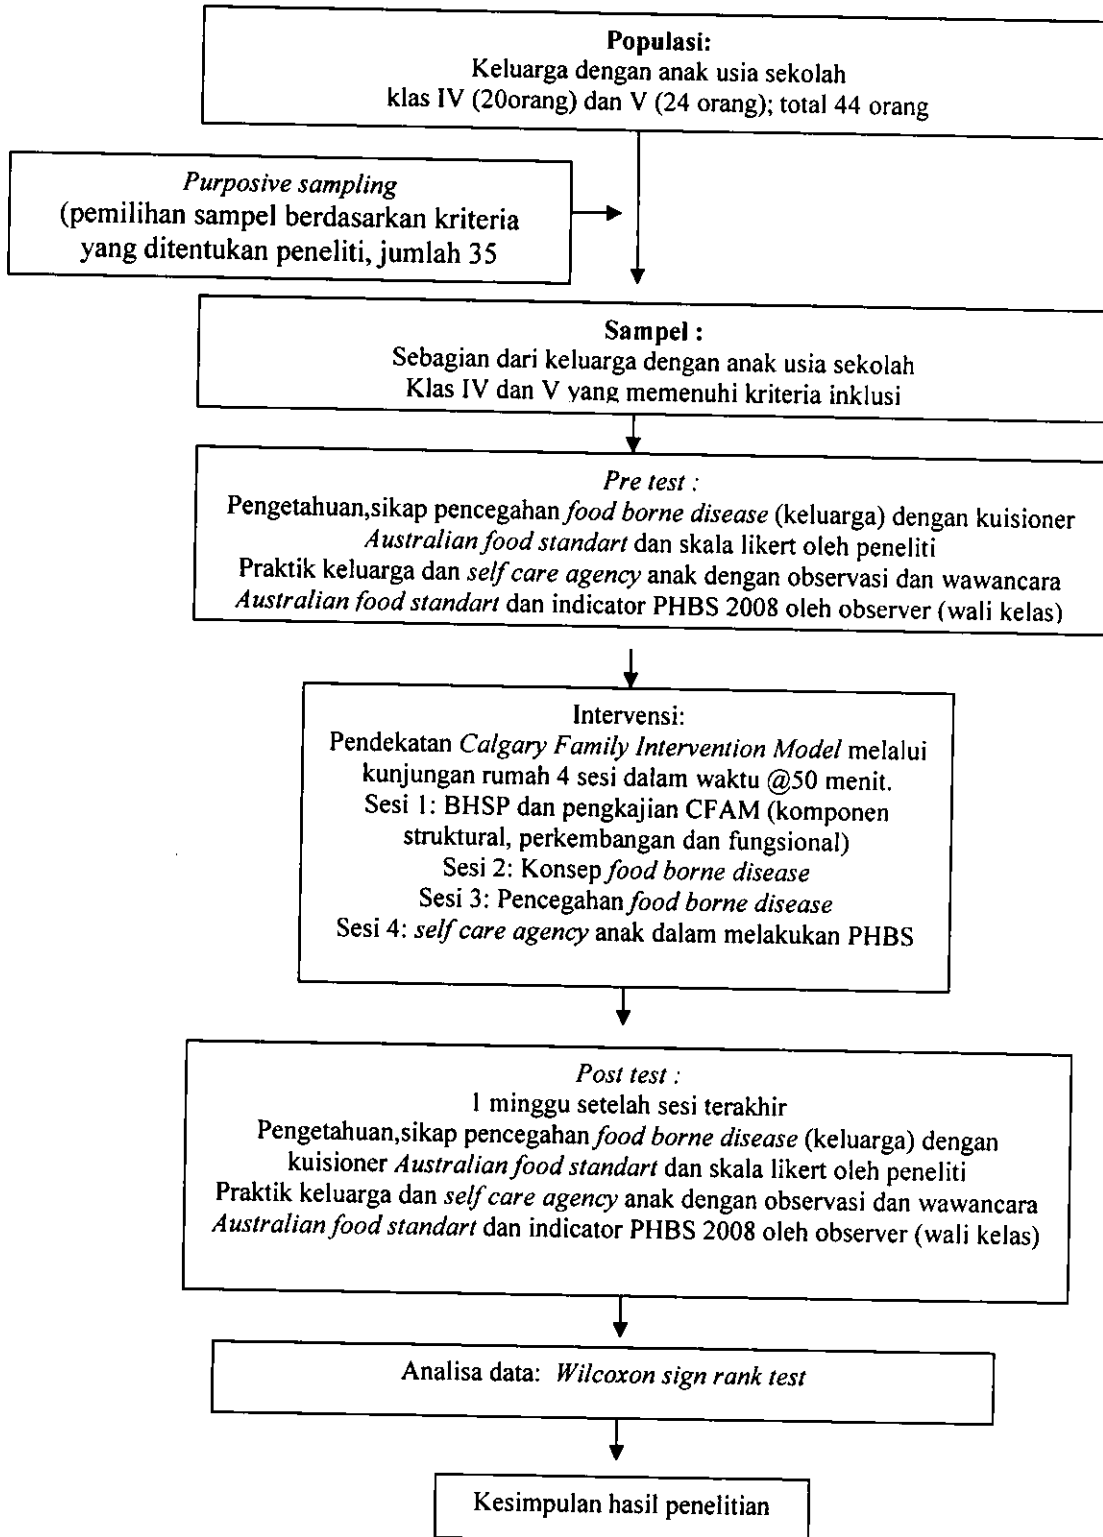 Populasi:
Keluarga dengan anak usia sekolah
klas IV (20orang) dan V (24 orang); total 44 orang
Purposive sampling
(pemilihan sampel berdasarkan kriteria
yang ditentukan peneliti, jumlah 35
Sampel :
Sebagian dari keluarga dengan anak usia sekolah
Klas IV dan V yang memenuhi kriteria inklusi
Pre test :
Pengetahuan,sikap pencegahan food borne disease (keluarga) dengan kuisioner
Australian food standart dan skala likert oleh peneliti
Praktik keluarga dan self care agency anak dengan observasi dan wawancara
Australian food standart dan indicator PHBS 2008 oleh observer (wali kelas)
Intervensi:
Pendekatan Calgary Family Intervention Model melalui
kunjungan rumah 4 sesi dalam waktu @50 menit.
Sesi 1: BHSP dan pengkajian CFAM (komponen
struktural, perkembangan dan fungsional)
Sesi 2: Konsep food borne disease
Sesi 3: Pencegahan food borne disease
Sesi 4: self care agency anak dalam melakukan PHBS
Post test :
1 minggu setelah sesi terakhir
Pengetahuan,sikap pencegahan food borne disease (keluarga) dengan
kuisioner Australian food standart dan skala likert oleh peneliti
Praktik keluarga dan self care agency anak dengan observasi dan wawancara
Australian food standart dan indicator PHBS 2008 oleh observer (wali kelas)
Analisa data: Wilcoxon sign rank test
Kesimpulan hasil penelitian